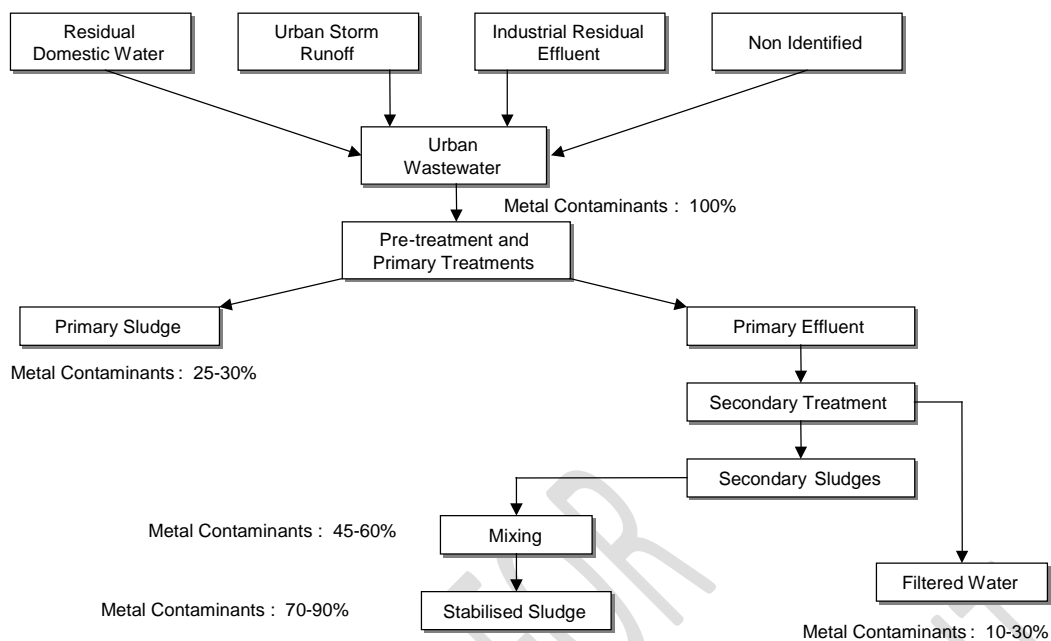 Residual
Domestic Water
Urban Storm
Runoff
Industrial Residual
Effluent
Non Identified
Urban
Wastewater
Metal Contaminants : 100%
Pre-treatment and
Primary Treatments
Primary Sludge
Primary Effluent
Metal Contaminants : 25-30%
Secondary Treatment
Secondary Sludges
Metal Contaminants : 45-60%
Mixing
Filtered Water
Metal Contaminants : 70-90%
Stabilised Sludge
Metal Contaminants : 10-30%